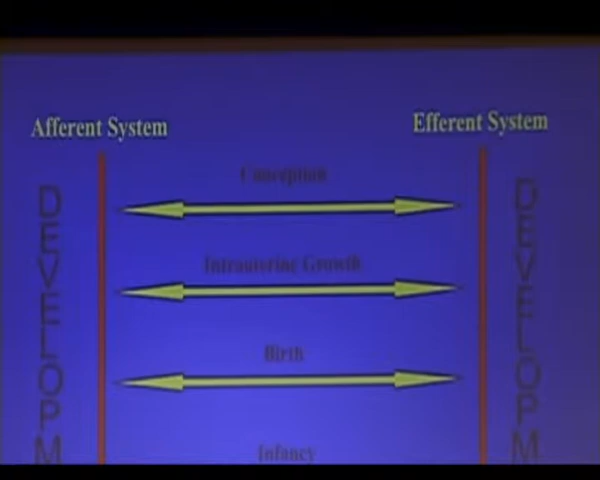 Afferent System
Efferent System
Conception
Intrauterine Growth
Birth
Infancy
DEVELOPM
DEVELOPM